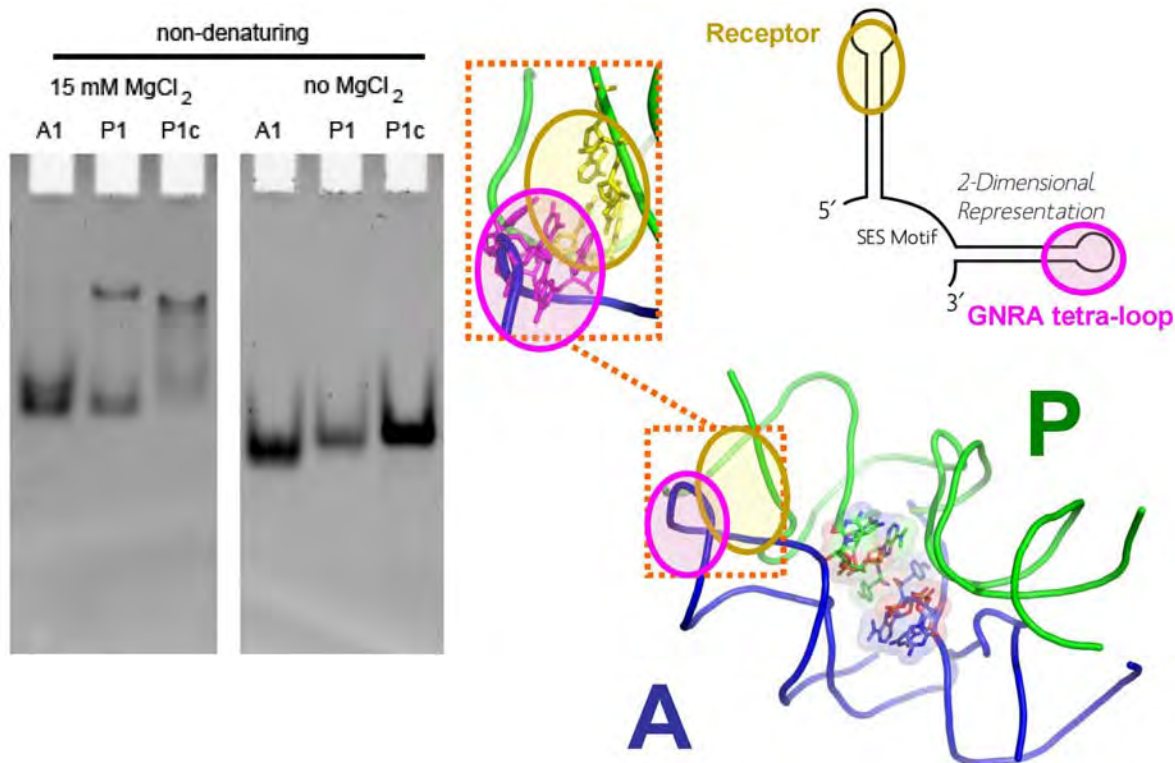 non-denaturing
15 mM MgCl2
no MgCl2
A1 P1 P1c
A1 P1 P1c
Receptor
2-Dimensional
Representation
5′
SES Motif
3′
GNRA tetra-loop
P
A